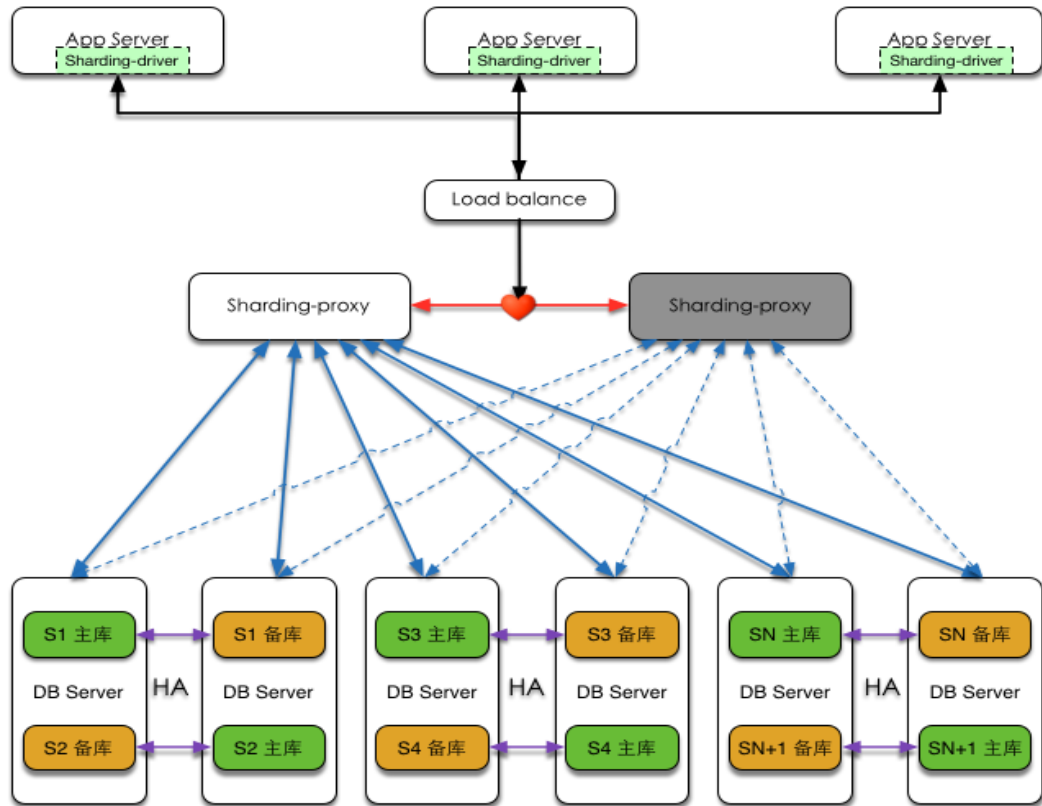 App Server
Sharding-driver
App Server
Sharding-driver
App Server
Sharding-driver
Load balance
Sharding-proxy
Sharding-proxy
S1 主库
S1 备库
S3 主库
S3 备库
SN 主库
SN 备库
DB Server
HA
DB Server
DB Server
HA
DB Server
DB Server
HA
DB Server
S2 备库
S2 主库
S4 备库
S4 主库
SN+1 备库
SN+1 主库